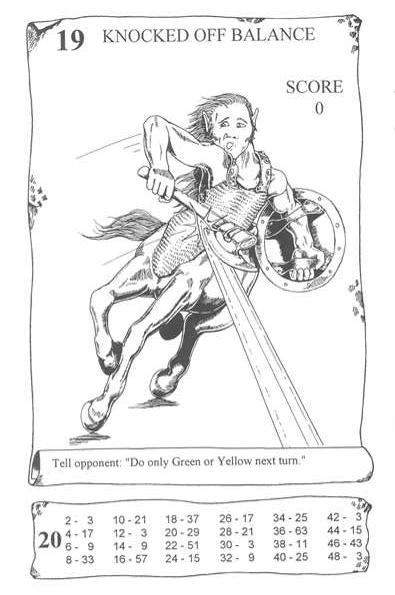 19 KNOCKED OFF BALANCE
SCORE
0
Tell opponent: "Do only Green or Yellow next turn."
20
2 - 3 10 - 21 18 - 37 26 - 17 34 - 25 42 - 3
4 - 17 12 - 3 20 - 29 28 - 21 36 - 63 44 - 15
6 - 9 14 - 9 22 - 51 30 - 3 38 - 11 46 - 43
8 - 33 16 - 57 24 - 15 32 - 9 40 - 25 48 - 3